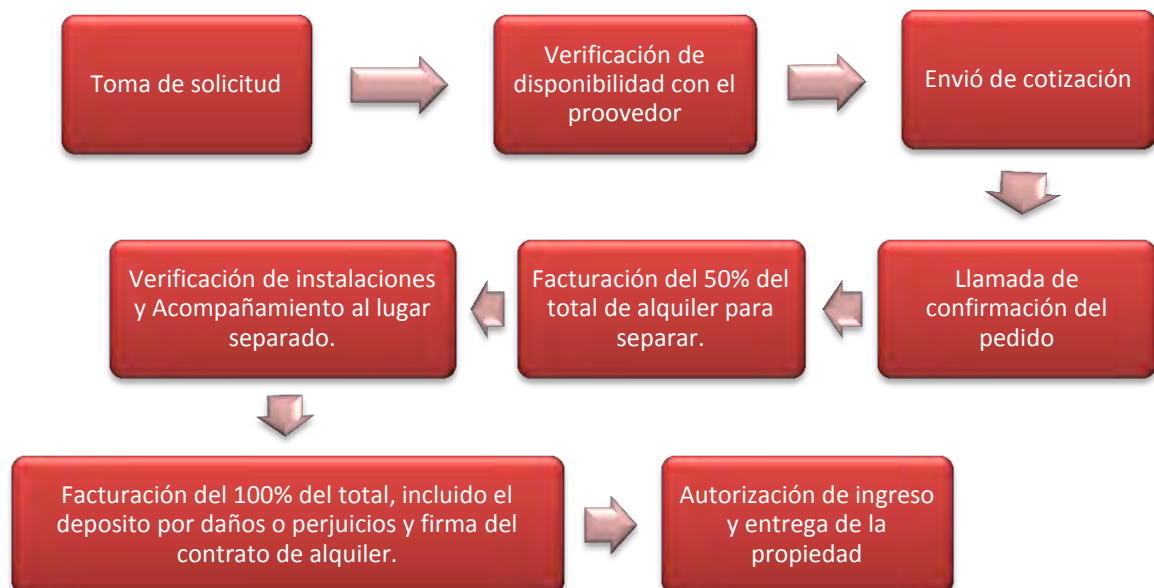 Toma de solicitud
Verificación de
disponibilidad con el
proovedor
Envió de cotización
Llamada de
confirmación del
pedido
Facturación del 50% del
total de alquiler para
separar.
Verificación de instalaciones
y Acompañamiento al lugar
separado.
Facturación del 100% del total, incluido el
deposito por daños o perjuicios y firma del
contrato de alquiler.
Autorización de ingreso
y entrega de la
propiedad